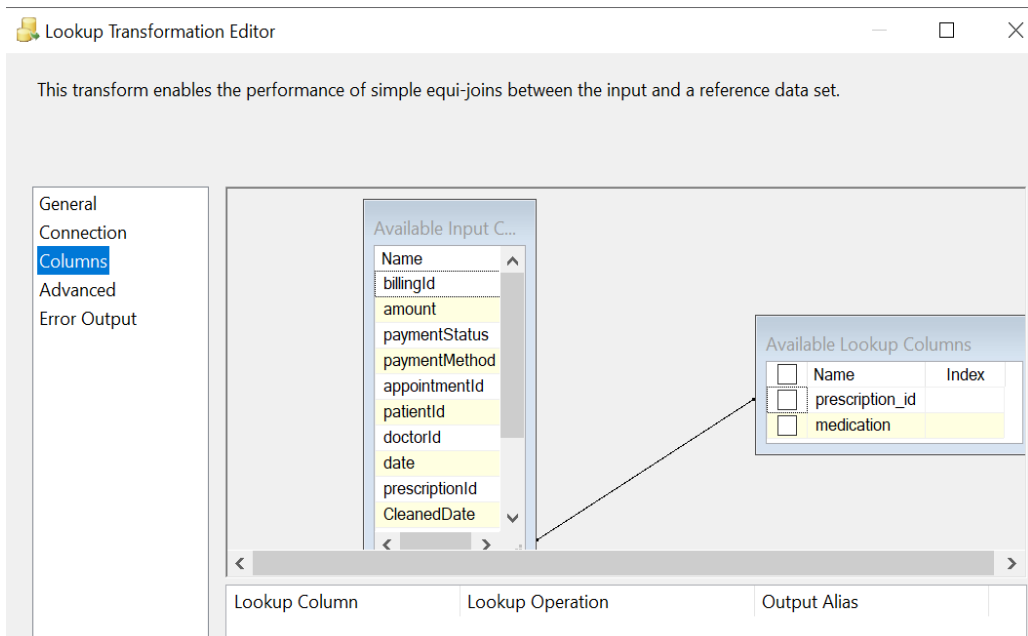 Lookup Transformation Editor
This transform enables the performance of simple equi-joins between the input and a reference data set.
General
Connection
Columns
Advanced
Error Output
Available Input C...
Name
billingId
amount
paymentStatus
paymentMethod
appointmentId
patientId
doctorId
date
prescriptionId
CleanedDate
Available Lookup Columns
Name Index
prescription_id
medication
Lookup Column Lookup Operation Output Alias